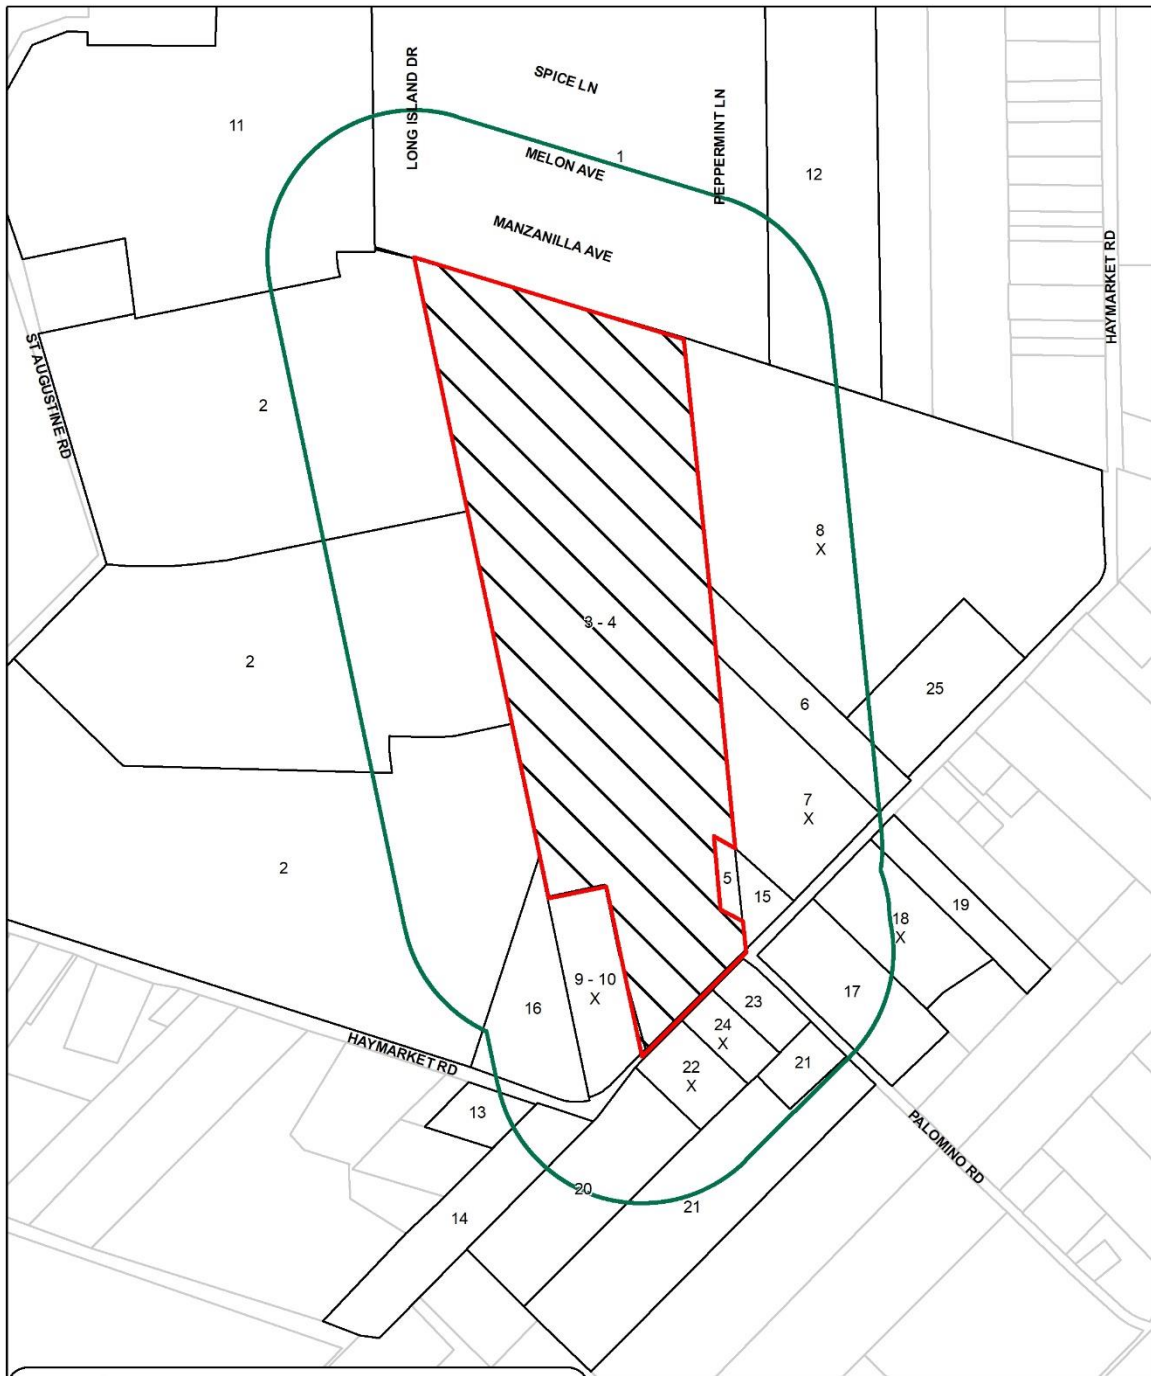 SPICE LN
LONG ISLAND DR
PEPPERMINT LN
11
1
MELON AVE
12
MANZANILLA AVE
HAYMARKET RD
ST AUGUSTINE RD
2
8
X
3 - 4
2
25
6
7
X
2
5
15
19
18
X
9 - 10
X
17
16
23
24
X
HAYMARKET RD
22
X
21
13
PALOMINO RD
20
21
14